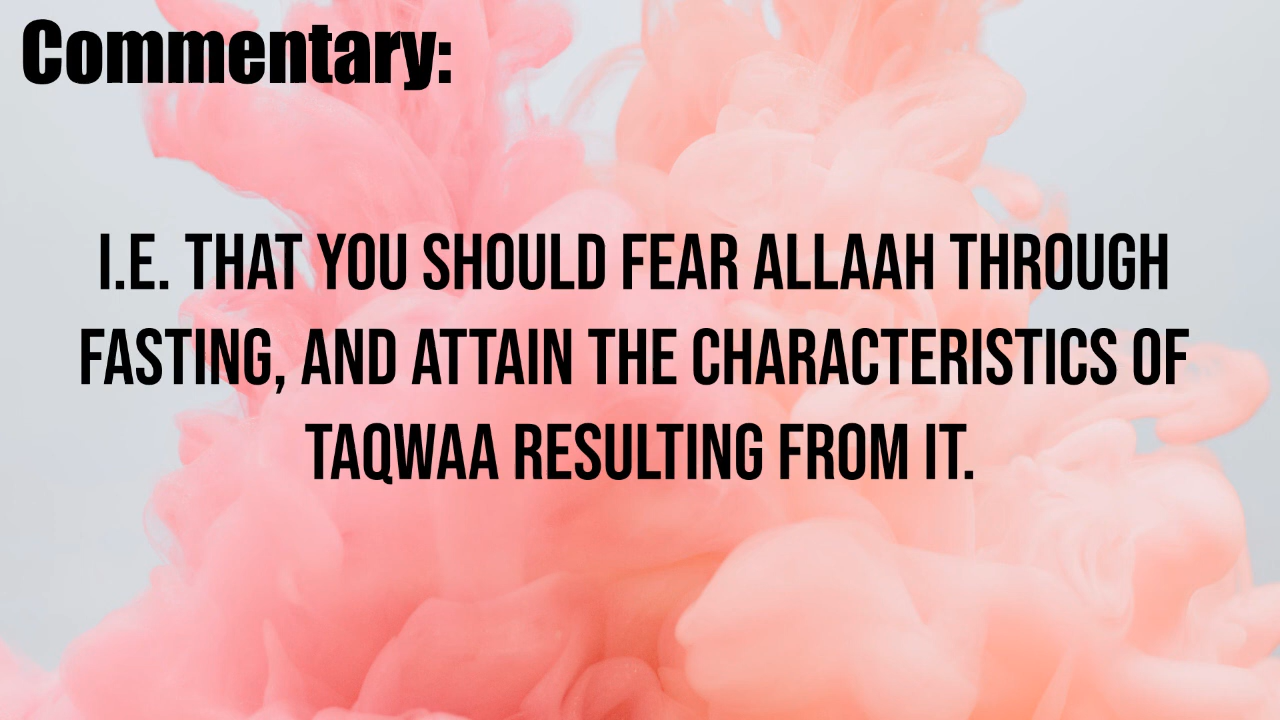 Commentary:
I.E. THAT YOU SHOULD FEAR ALLAAH THROUGH
FASTING, AND ATTAIN THE CHARACTERISTICS OF
TAQWAA RESULTING FROM IT.